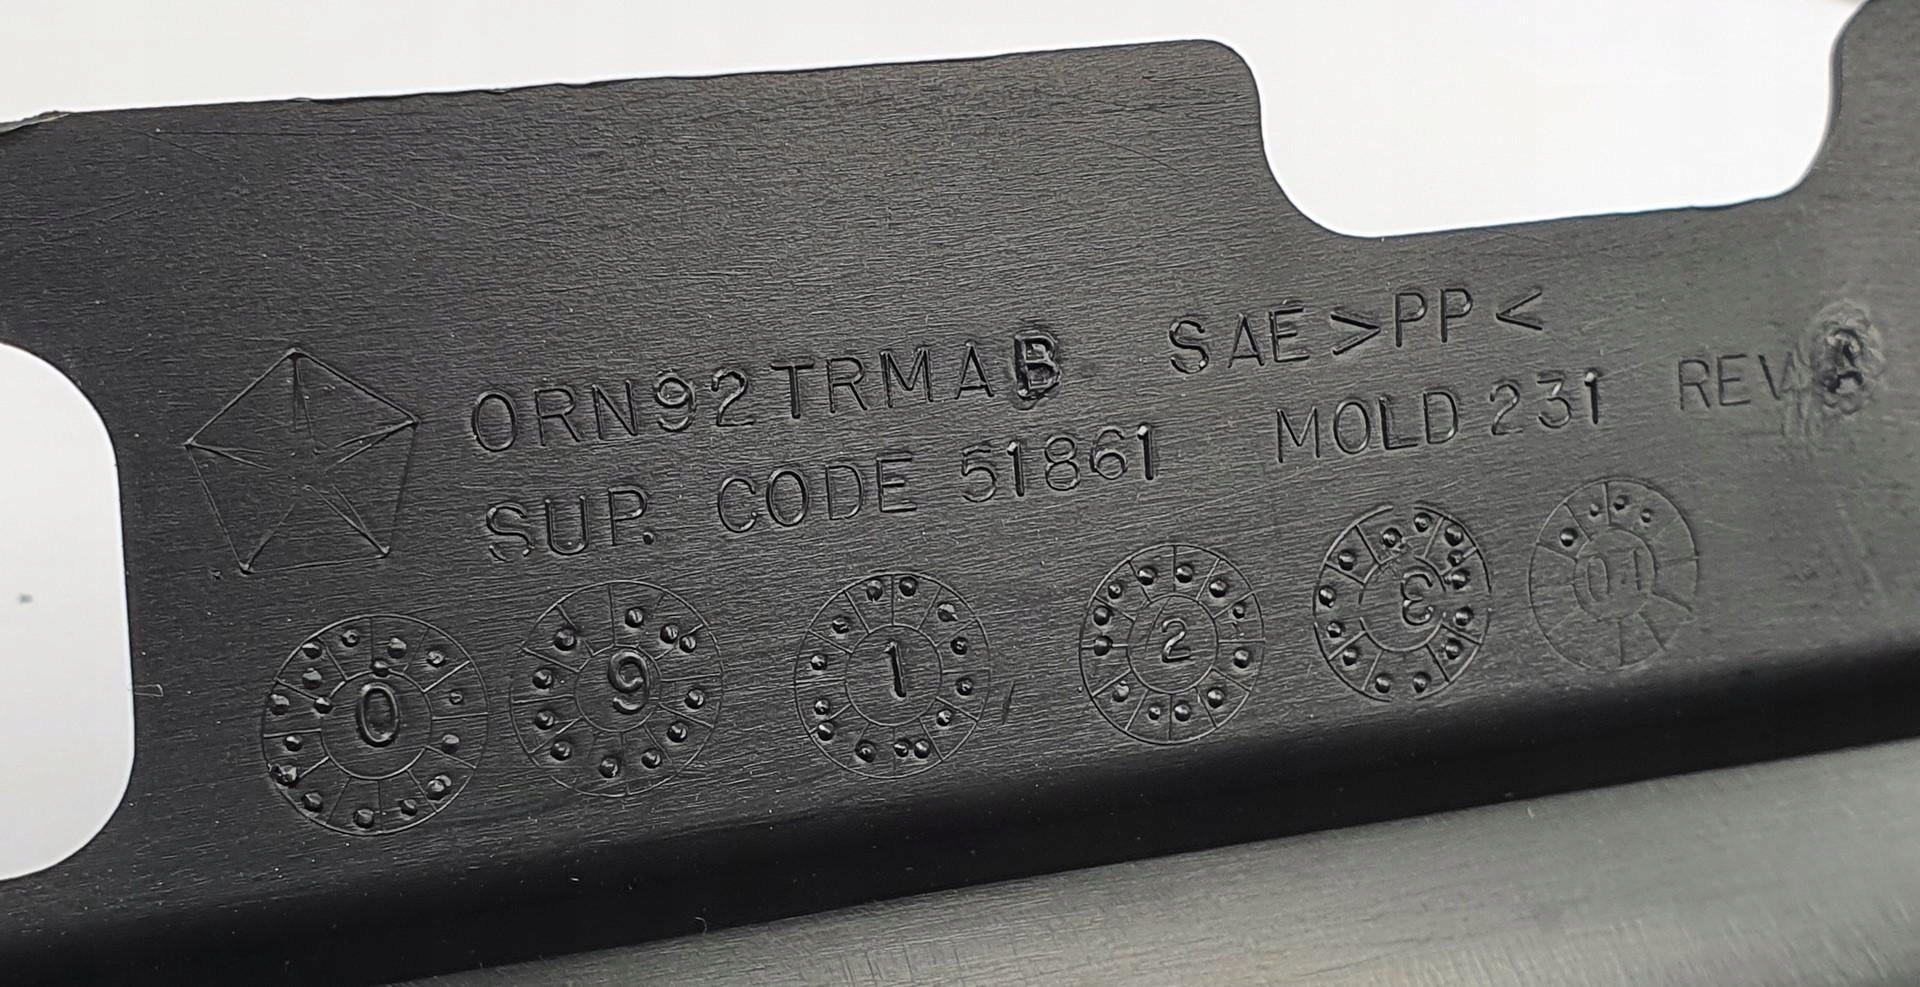 0RN92TRMAB SAE >PP<
SUP. CODE 51861 MOLD 231 REV A
0 9 1 2 3